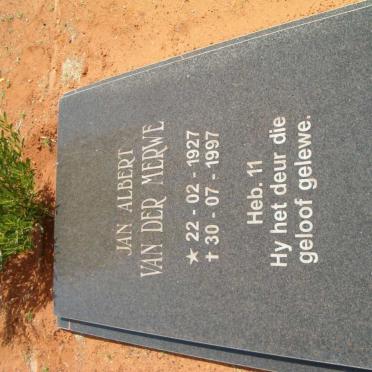 JAN ALBERT
VAN DER MERWE
★ 22 - 02 - 1927
✝ 30 - 07 - 1997
Heb. 11
Hy het deur die
geloof gelewe.